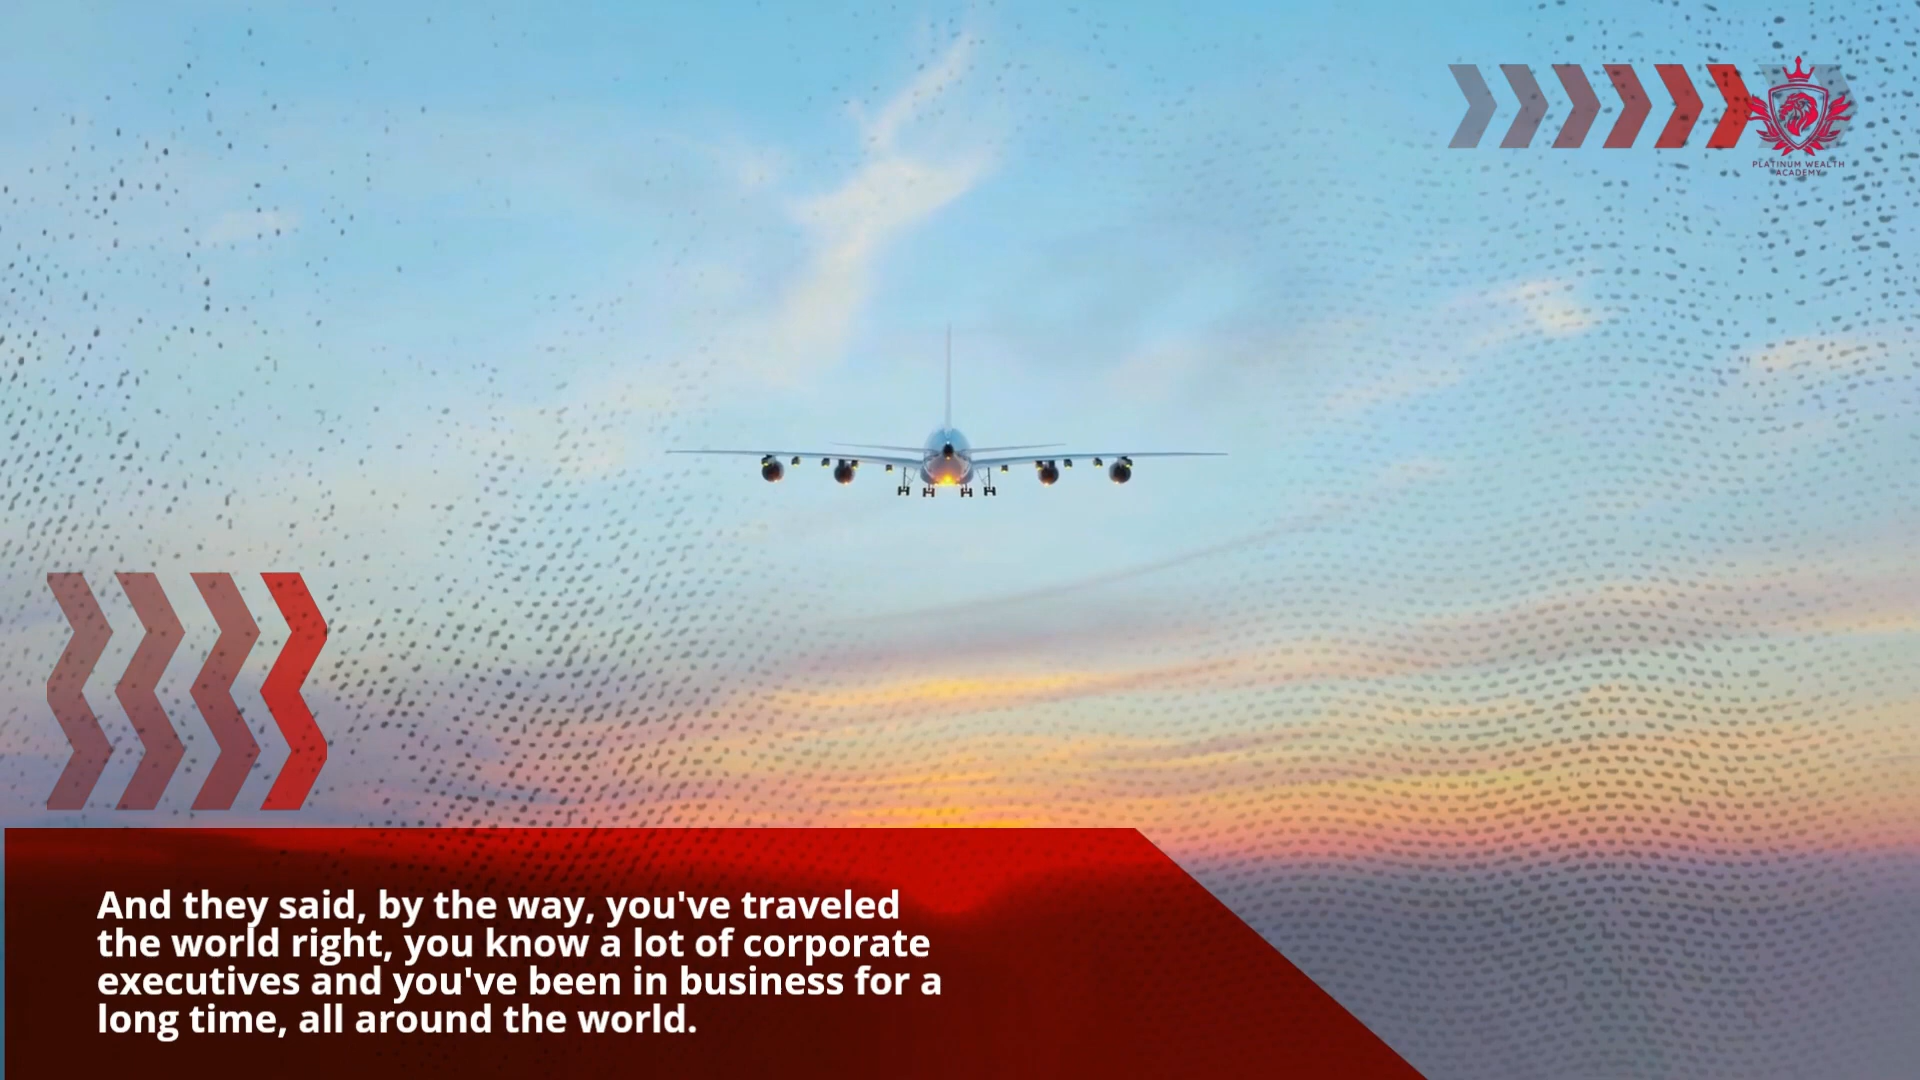 PLATINUM WEALTH
ACADEMY
And they said, by the way, you've traveled
the world right, you know a lot of corporate
executives and you've been in business for a
long time, all around the world.